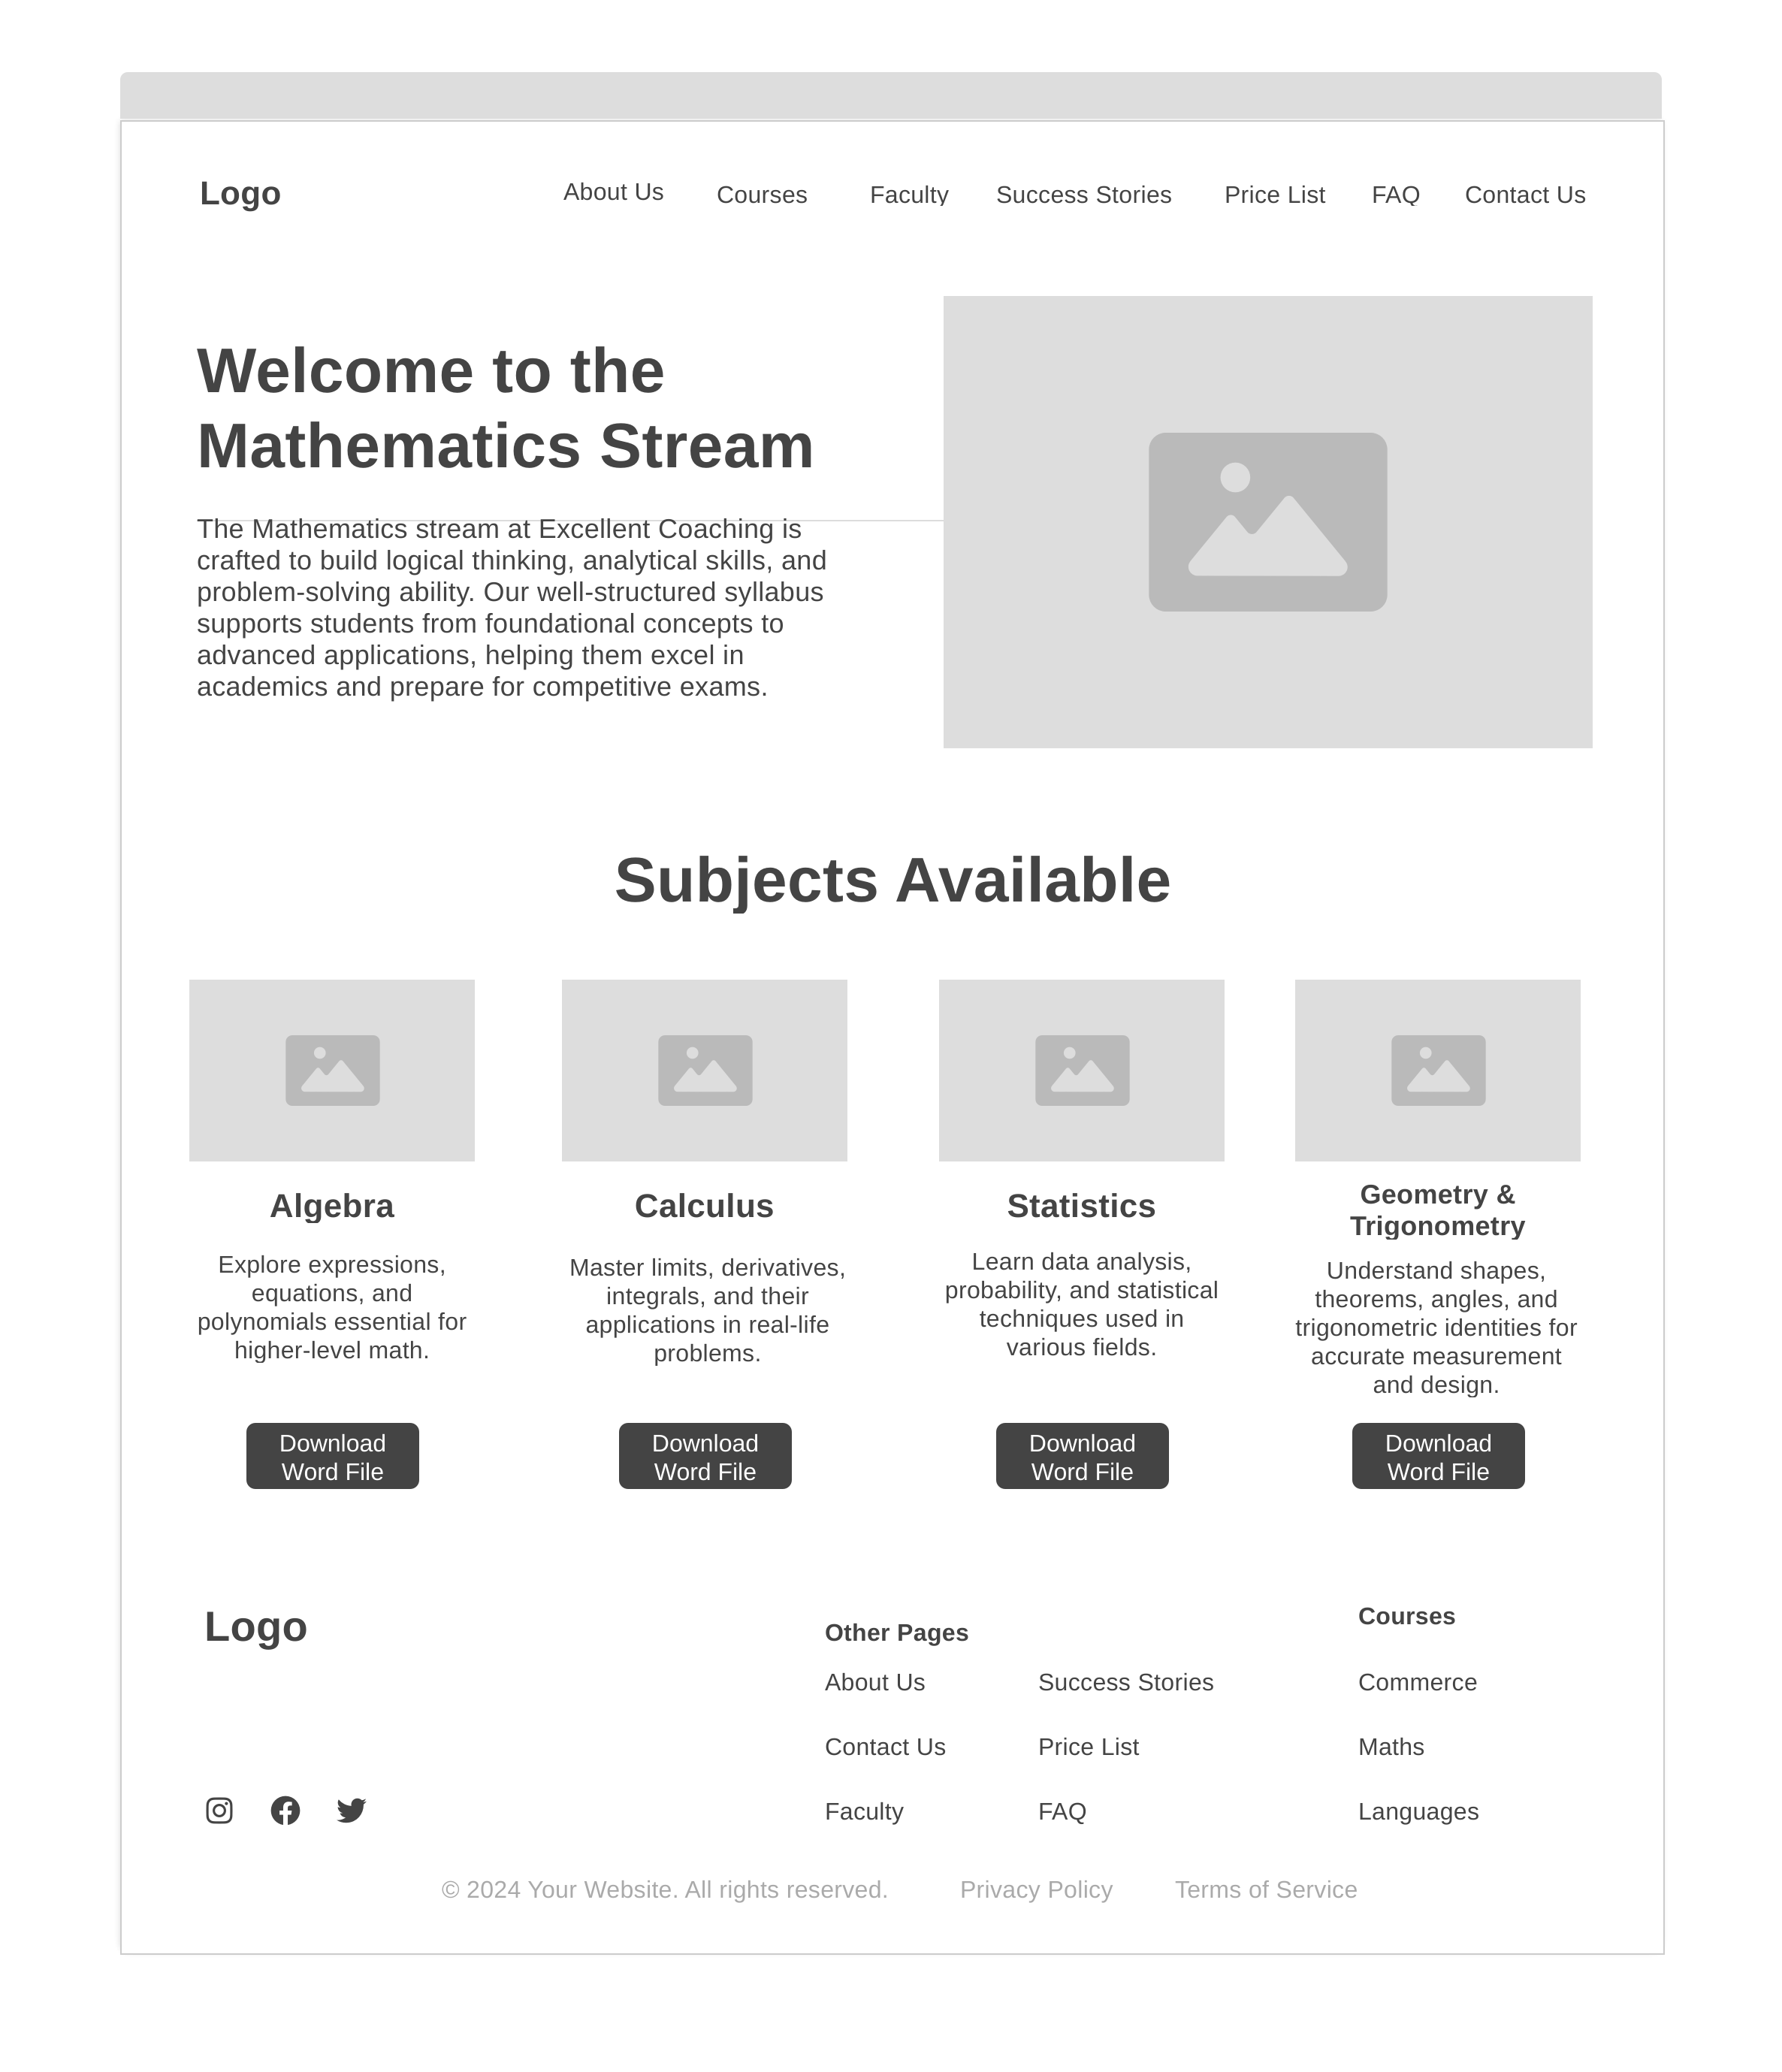 Logo
About Us
Courses
Faculty
Success Stories
Price List
FAQ
Contact Us
Welcome to the
Mathematics Stream
The Mathematics stream at Excellent Coaching is
crafted to build logical thinking, analytical skills, and
problem-solving ability. Our well-structured syllabus
supports students from foundational concepts to
advanced applications, helping them excel in
academics and prepare for competitive exams.
Subjects Available
Algebra
Explore expressions,
equations, and
polynomials essential for
higher-level math.
Download
Word File
Calculus
Master limits, derivatives,
integrals, and their
applications in real-life
problems.
Download
Word File
Statistics
Learn data analysis,
probability, and statistical
techniques used in
various fields.
Download
Word File
Geometry &
Trigonometry
Understand shapes,
theorems, angles, and
trigonometric identities for
accurate measurement
and design.
Download
Word File
Logo
Other Pages
About Us
Contact Us
Faculty
Success Stories
Price List
FAQ
Courses
Commerce
Maths
Languages
© 2024 Your Website. All rights reserved.
Privacy Policy
Terms of Service